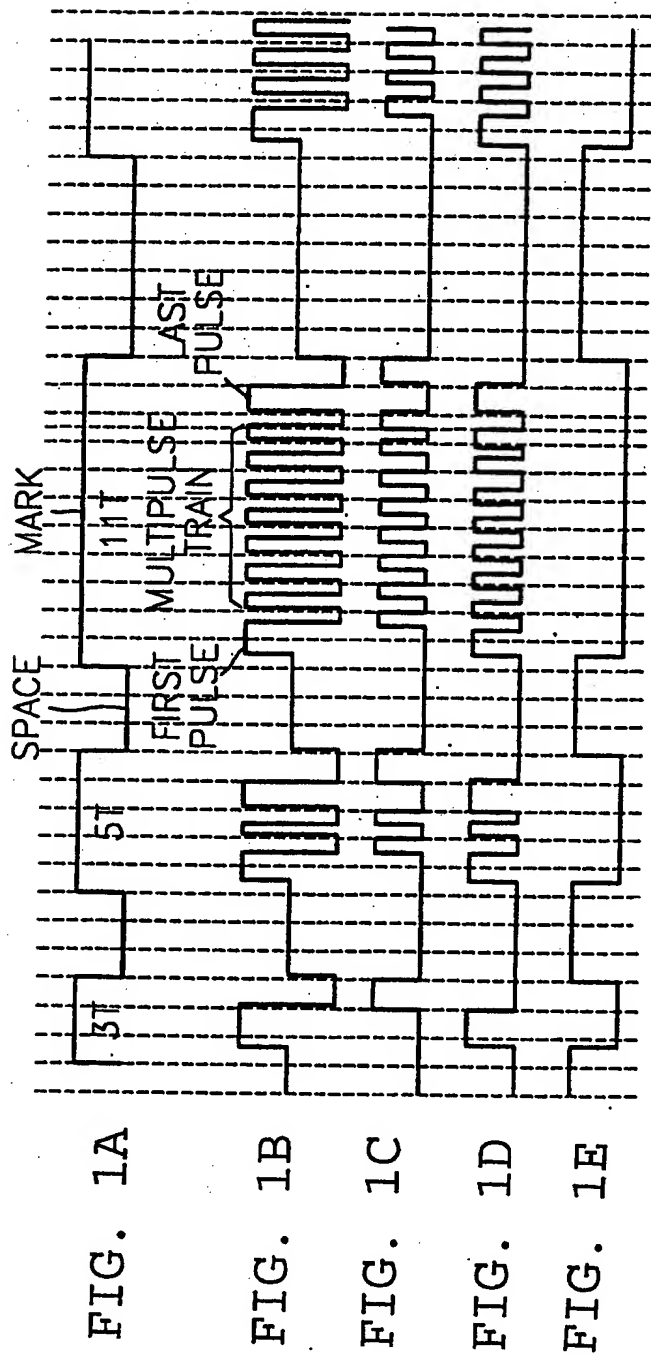 FIG. 1A
3T
5T
SPACE
MARK
11T
FIG. 1B
FIRST
PULSE
MULTIPULSE
TRAIN
LAST
PULSE
FIG. 1C
FIG. 1D
FIG. 1E